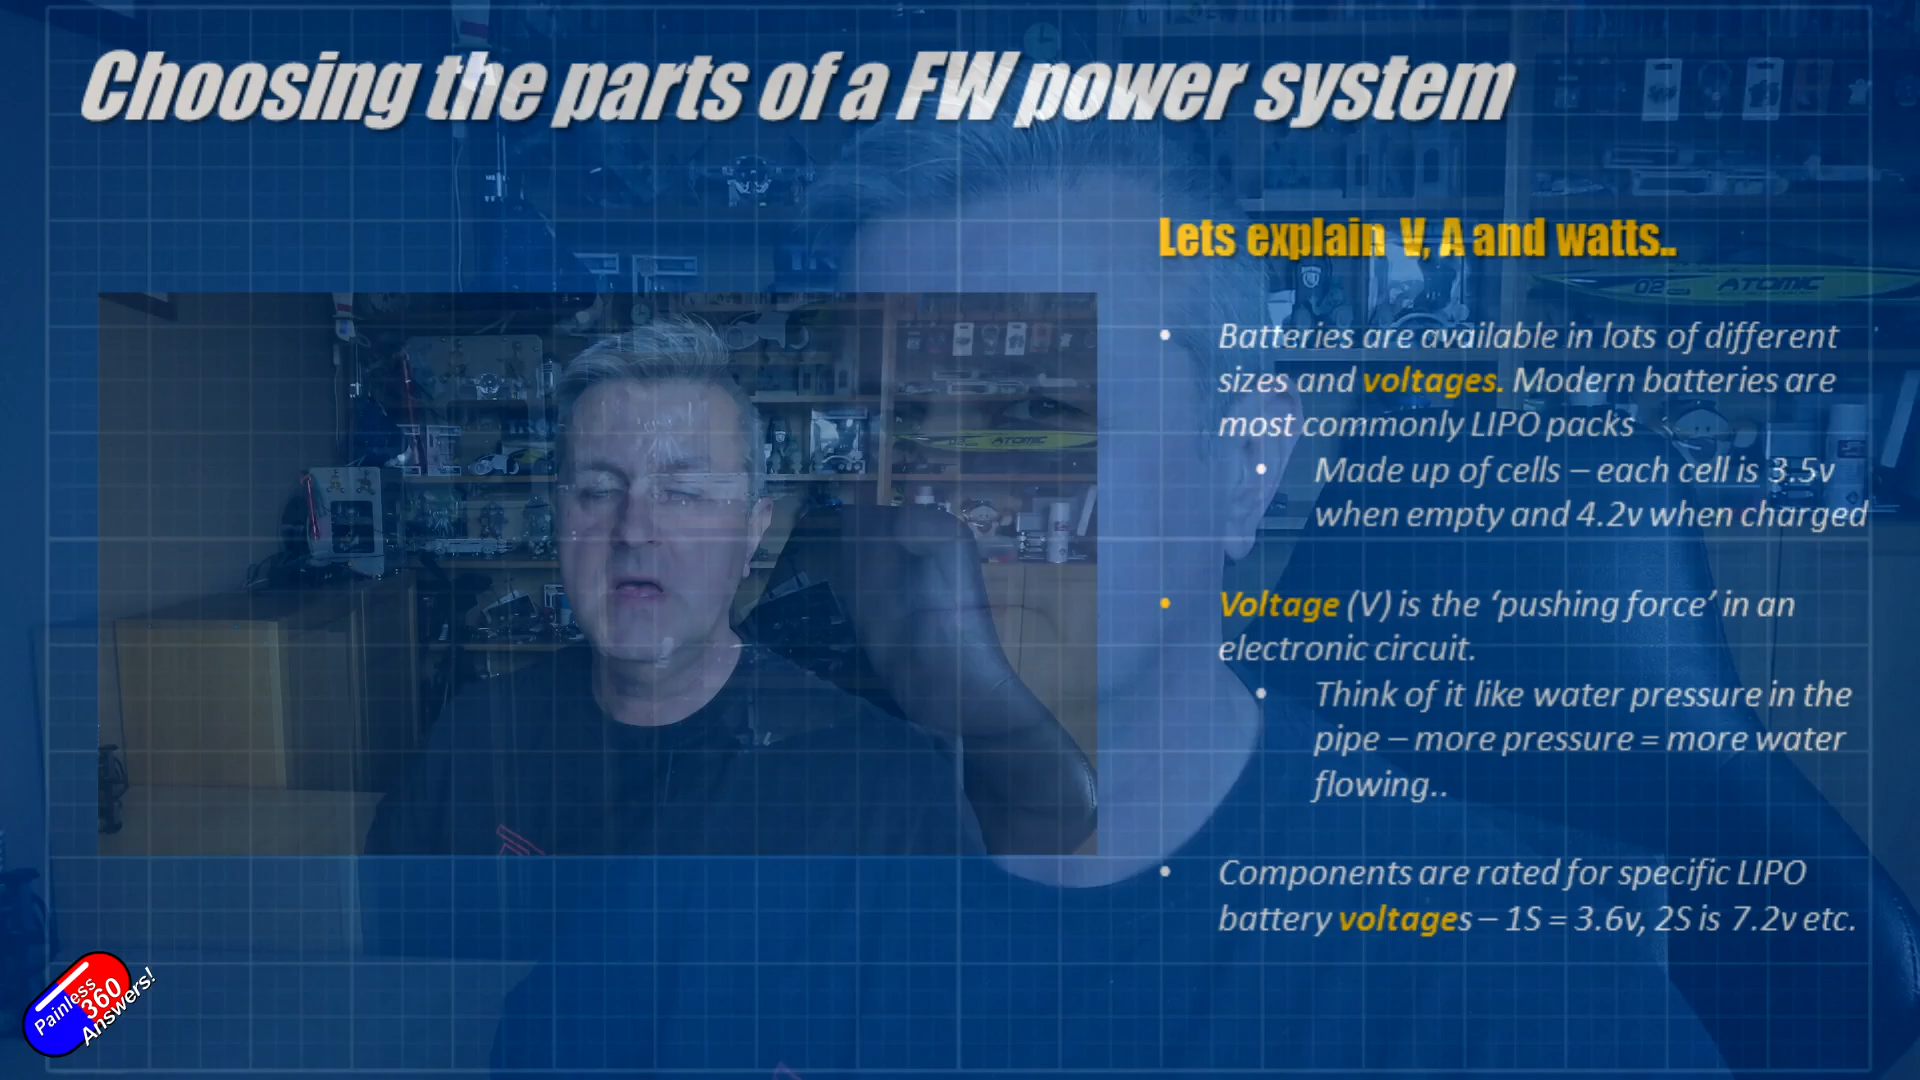 Choosing the parts of a FW power system
Lets explain V, A and watts..
• Batteries are available in lots of different
sizes and voltages. Modern batteries are
most commonly LIPO packs
• Made up of cells – each cell is 3.5v
when empty and 4.2v when charged
• Voltage (V) is the ‘pushing force’ in an
electronic circuit.
• Think of it like water pressure in the
pipe – more pressure = more water
flowing..
• Components are rated for specific LIPO
battery voltages – 1S = 3.6v, 2S is 7.2v etc.
02 ATOMIC
ATOMIC
Painless
360
Answers!